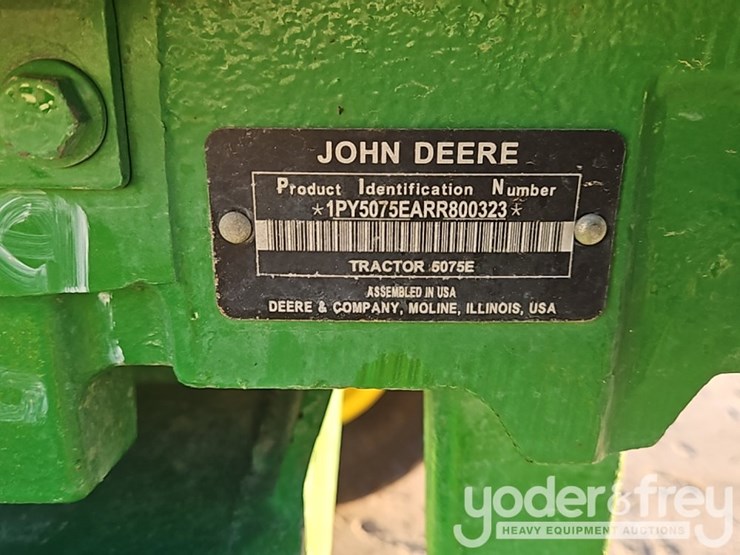 JOHN DEERE
Product Identification Number
*1PY5075EARR800323*
TRACTOR 5075E
ASSEMBLED IN USA
DEERE & COMPANY, MOLINE, ILLINOIS, USA
yoder&frey
HEAVY EQUIPMENT AUCTIONS